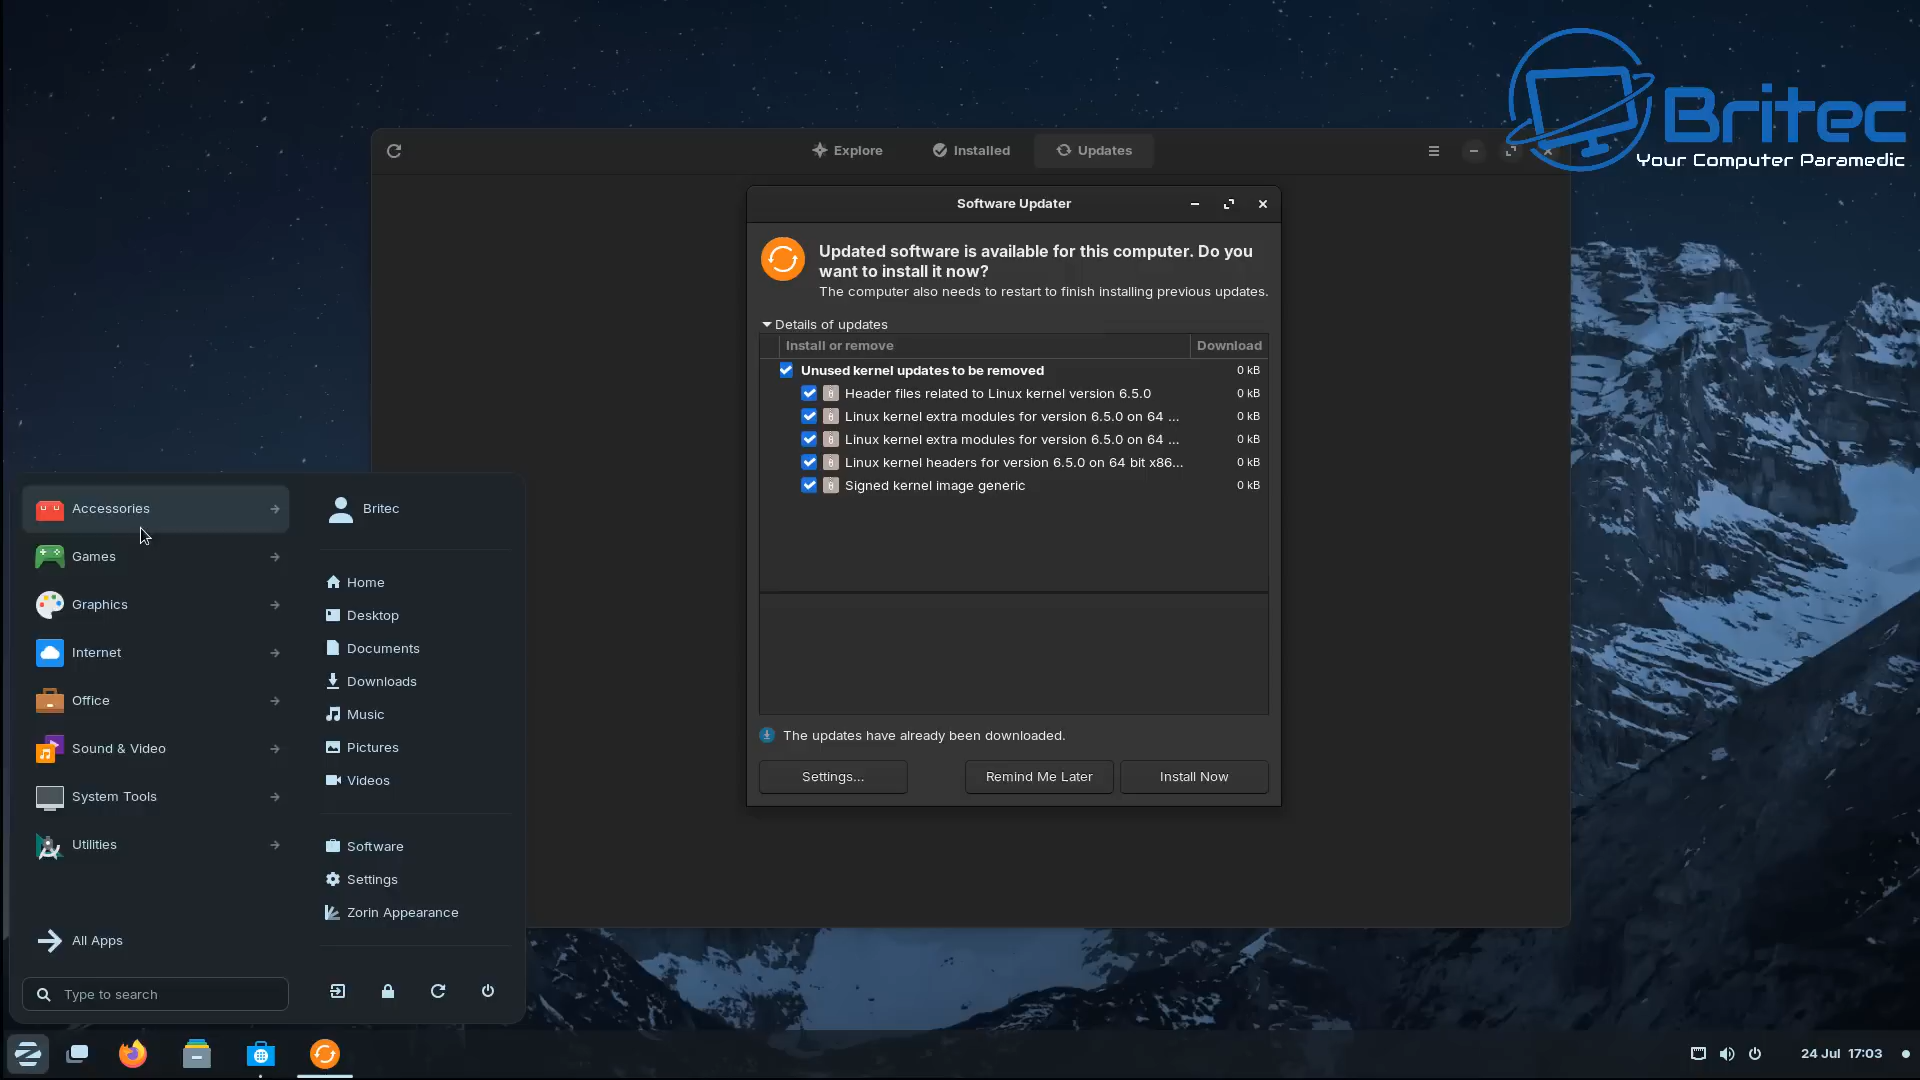 Britec
Your Computer Paramedic
Explore
Installed
Updates
Software Updater
Updated software is available for this computer. Do you
want to install it now?
The computer also needs to restart to finish installing previous updates.
Details of updates
Install or remove
Download
Unused kernel updates to be removed
0 kB
Header files related to Linux kernel version 6.5.0
0 kB
Linux kernel extra modules for version 6.5.0 on 64 ...
0 kB
Linux kernel extra modules for version 6.5.0 on 64 ...
0 kB
Linux kernel headers for version 6.5.0 on 64 bit x86...
0 kB
Signed kernel image generic
0 kB
The updates have already been downloaded.
Settings...
Remind Me Later
Install Now
Accessories
Games
Graphics
Internet
Office
Sound & Video
System Tools
Utilities
All Apps
Type to search
Britec
Home
Desktop
Documents
Downloads
Music
Pictures
Videos
Software
Settings
Zorin Appearance
24 Jul 17:03